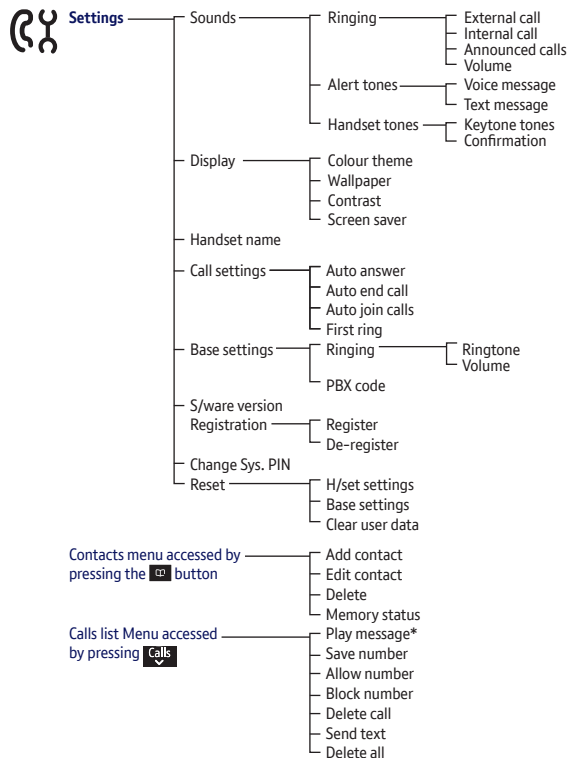 Settings
Sounds
Ringing
External call
Internal call
Announced calls
Volume
Alert tones
Voice message
Text message
Handset tones
Keytone tones
Confirmation
Display
Colour theme
Wallpaper
Contrast
Screen saver
Handset name
Call settings
Auto answer
Auto end call
Auto join calls
First ring
Base settings
Ringing
Ringtone
Volume
PBX code
S/ware version
Registration
Register
De-register
Change Sys. PIN
Reset
H/set settings
Base settings
Clear user data
Contacts menu accessed by
pressing the button
Add contact
Edit contact
Delete
Memory status
Calls list Menu accessed
by pressing Calls
Play message*
Save number
Allow number
Block number
Delete call
Send text
Delete all